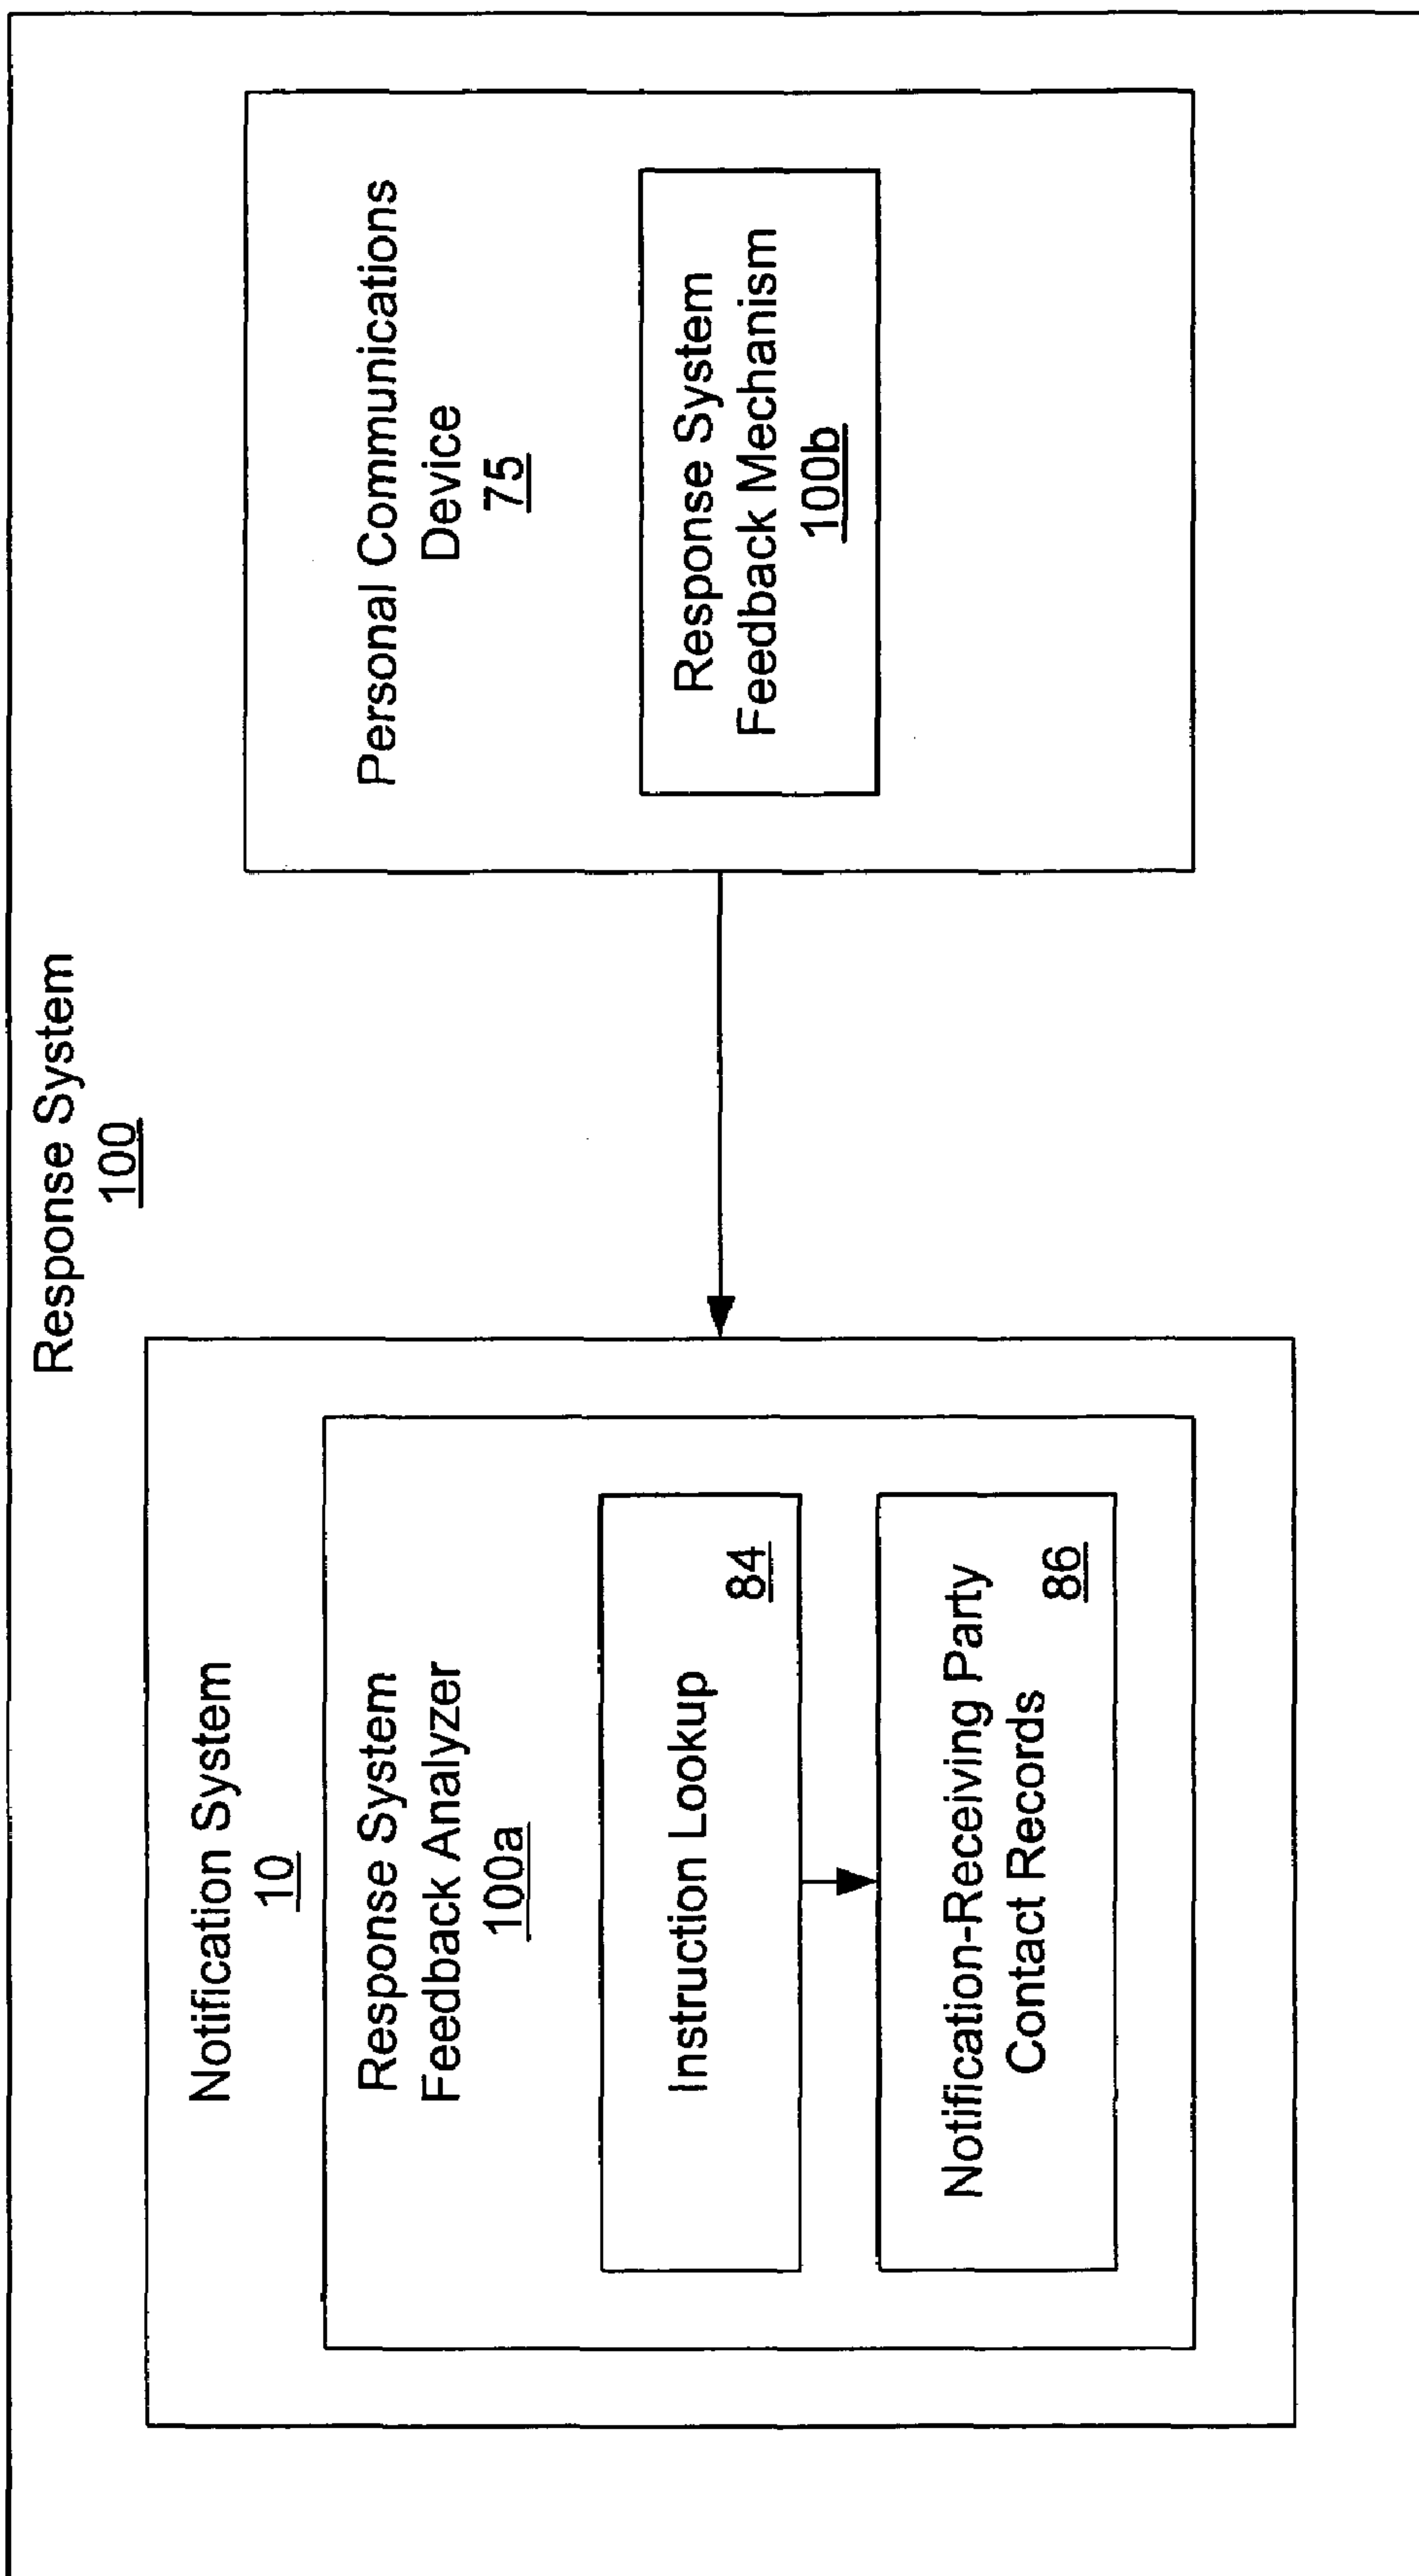 Response System
100
Notification System
10
Response System
Feedback Analyzer
100a
Instruction Lookup
84
Notification-Receiving Party
Contact Records
86
Personal Communications
Device
75
Response System
Feedback Mechanism
100b